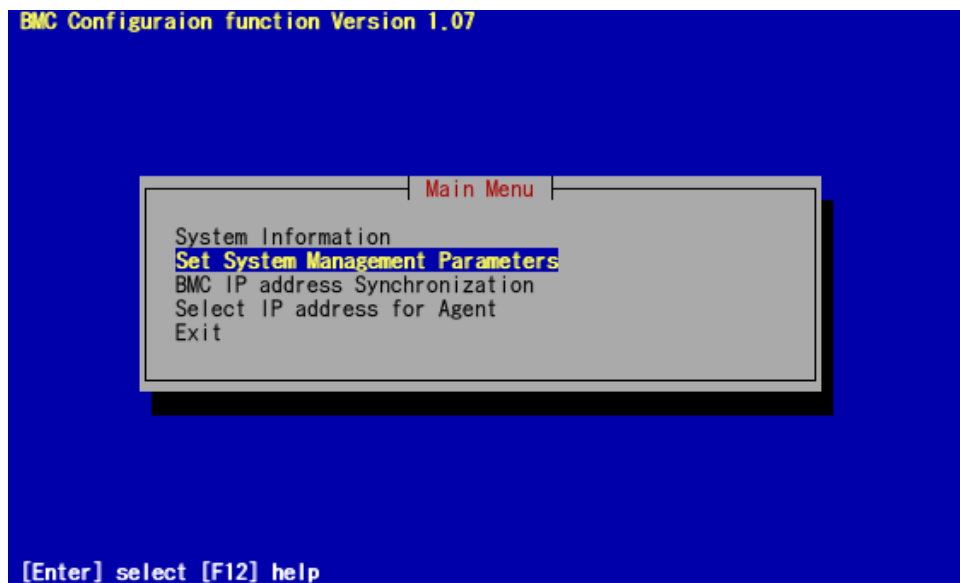 BMC Configuraion function Version 1.07
Main Menu
System Information
Set System Management Parameters
BMC IP address Synchronization
Select IP address for Agent
Exit
[Enter] select [F12] help